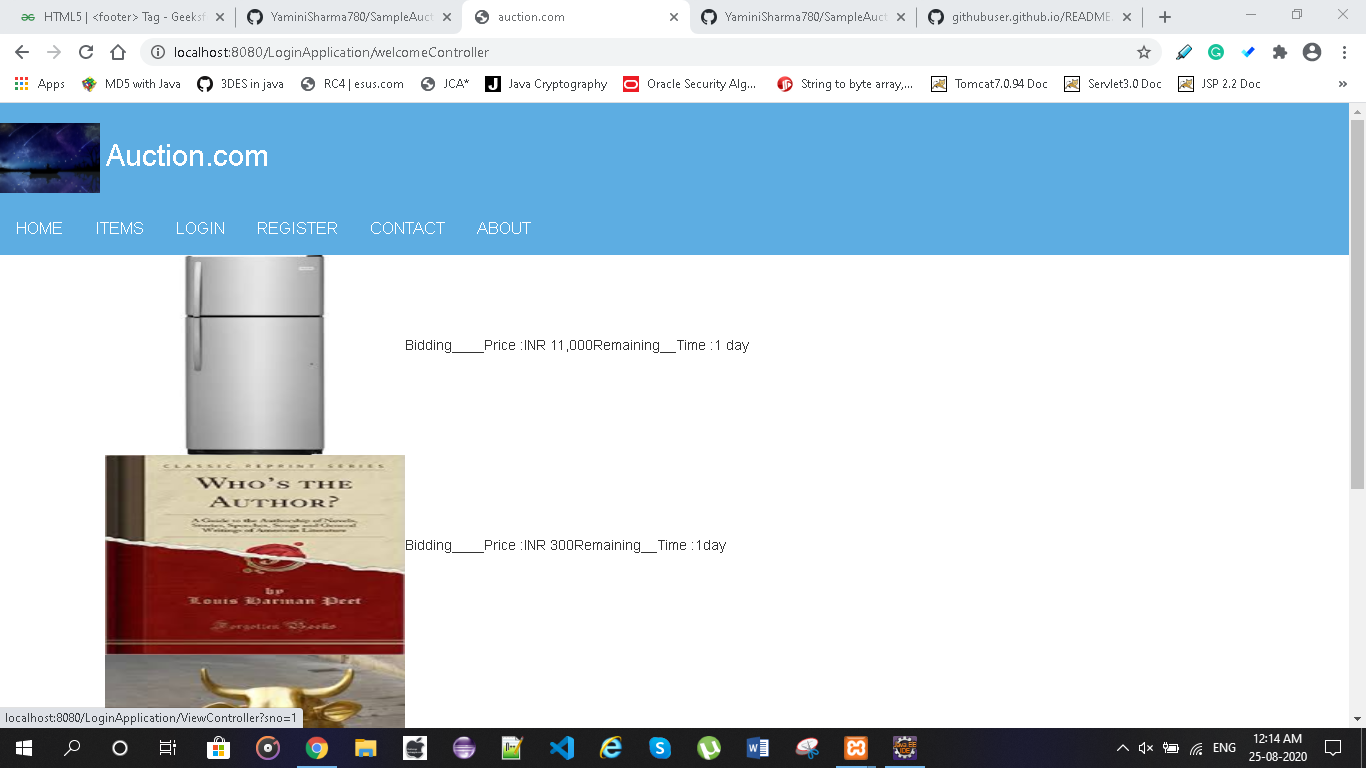 HTML5 | <footer> Tag - Geeksf
YaminiSharma780/SampleAuct
auction.com
YaminiSharma780/SampleAuct
githubuser.github.io/README.
localhost:8080/LoginApplication/welcomeController
Apps
MD5 with Java
3DES in java
RC4 | esus.com
JCA*
Java Cryptography
Oracle Security Alg...
String to byte array,...
Tomcat7.0.94 Doc
Servlet3.0 Doc
JSP 2.2 Doc
Auction.com
HOME ITEMS LOGIN REGISTER CONTACT ABOUT
Bidding____Price :INR 11,000Remaining__Time :1 day
CLASSIC REPRINT SERIES
WHO'S THE
AUTHOR?
A Guide to the Authorship of Novels,
Stories, Speeches, Songs and General
Writings of American Literature
by
Louis Harman Peet
Forgotten Books
Bidding____Price :INR 300Remaining__Time :1day
localhost:8080/LoginApplication/ViewController?sno=1
ENG
12:14 AM
25-08-2020